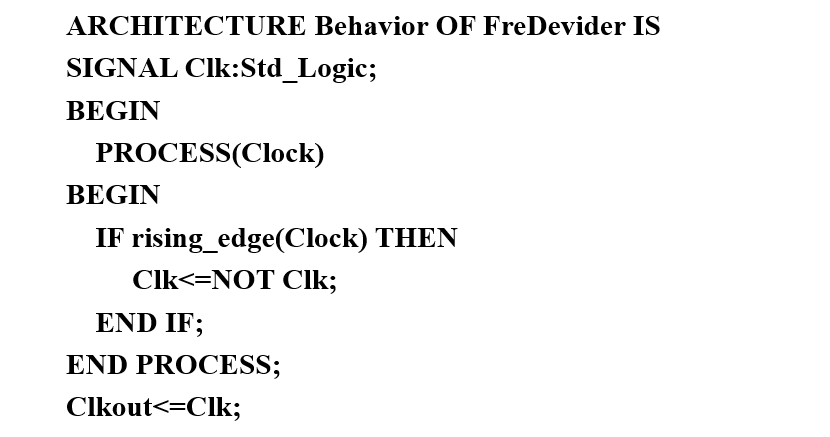 ARCHITECTURE Behavior OF FreDevider IS
SIGNAL Clk:Std_Logic;
BEGIN
PROCESS(Clock)
BEGIN
IF rising_edge(Clock) THEN
Clk<=NOT Clk;
END IF;
END PROCESS;
Clkout<=Clk;